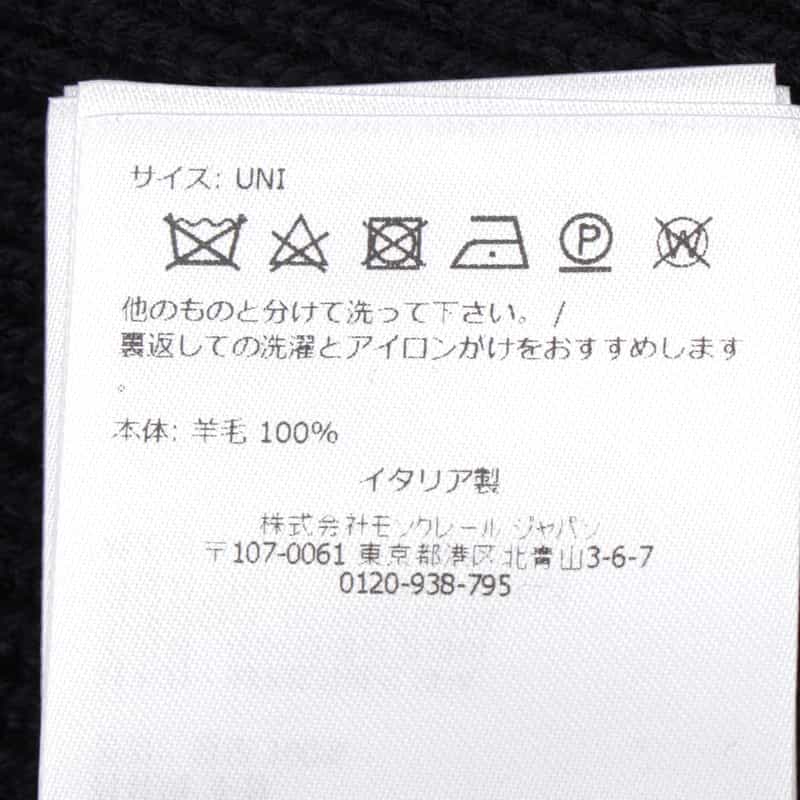 サイズ: UNI
P W
他のものと分けて洗って下さい。 /
裏返しての洗濯とアイロンがけをおすすめします
。
本体: 羊毛 100%
イタリア製
株式会社モンクレール ジャパン
〒107-0061 東京都港区北青山3-6-7
0120-938-795